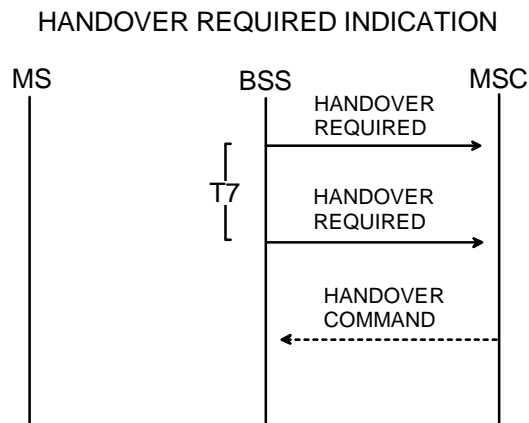 HANDOVER REQUIRED INDICATION
MS
BSS
MSC
HANDOVER
REQUIRED
T7
HANDOVER
REQUIRED
HANDOVER
COMMAND